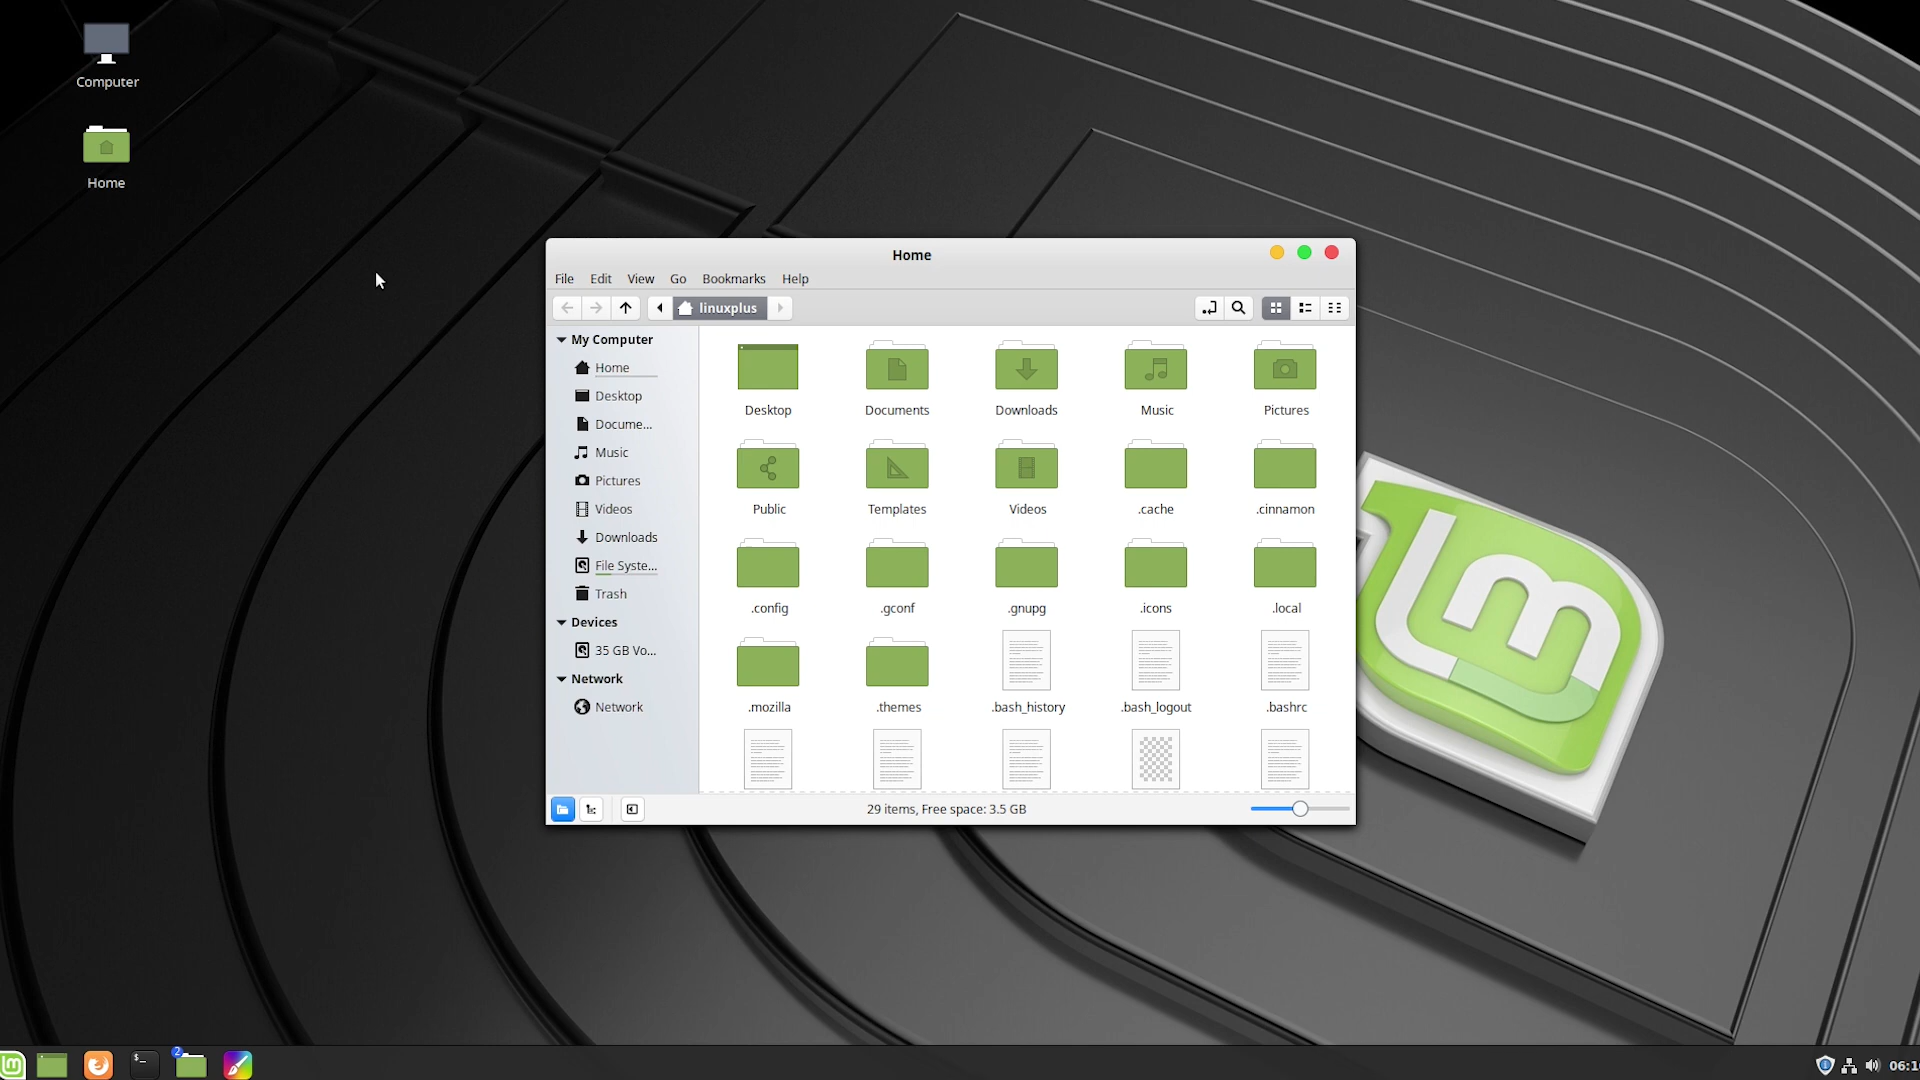 Computer
Home
Home
File Edit View Go Bookmarks Help
linuxplus
My Computer
Home
Desktop
Docume...
Music
Pictures
Videos
Downloads
File Syste...
Trash
Devices
35 GB Vo...
Network
Network
Desktop Documents Downloads Music Pictures
Public Templates Videos .cache .cinnamon
.config .gconf .gnupg .icons .local
.mozilla .themes .bash_history .bash_logout .bashrc
29 items, Free space: 3.5 GB
2